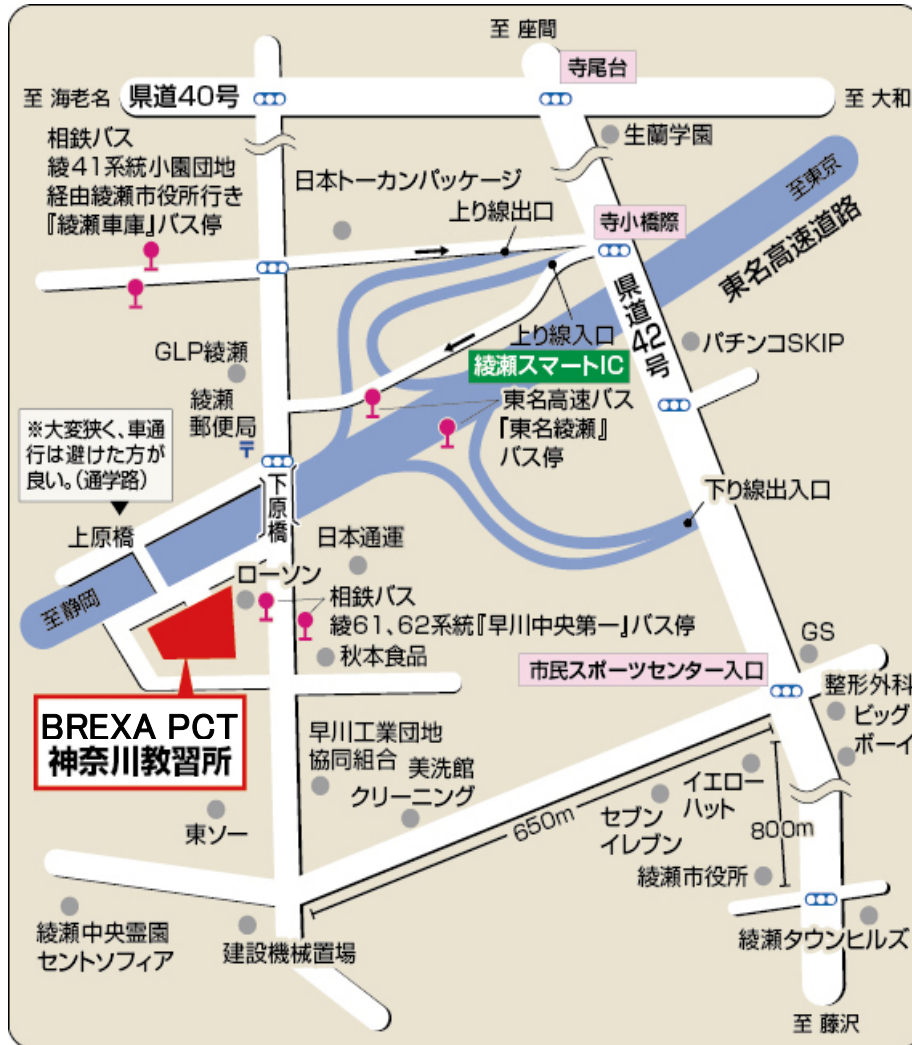 至 座間
寺尾台
至 海老名
県道40号
至 大和
相鉄バス
綾41系統小園団地
経由綾瀬市役所行き
『綾瀬車庫』バス停
生蘭学園
日本トーカンパッケージ
上り線出口
至東京
東名高速道路
寺小橋際
県道42号
上り線入口
綾瀬スマートIC
パチンコSKIP
GLP綾瀬
綾瀬
郵便局
〒
東名高速バス
『東名綾瀬』
バス停
※大変狭く、車通
行は避けた方が
良い。(通学路)
上原橋
下原橋
下り線出入口
日本通運
ローソン
至静岡
相鉄バス
綾61、62系統『早川中央第一』バス停
秋本食品
GS
市民スポーツセンター入口
整形外科
ビッグ
ボーイ
BREXA PCT
神奈川教習所
早川工業団地
協同組合
美洗館
クリーニング
イエロー
ハット
セブン
イレブン
650m
800m
東ソー
綾瀬市役所
綾瀬中央霊園
セントソフィア
建設機械置場
綾瀬タウンヒルズ
至 藤沢